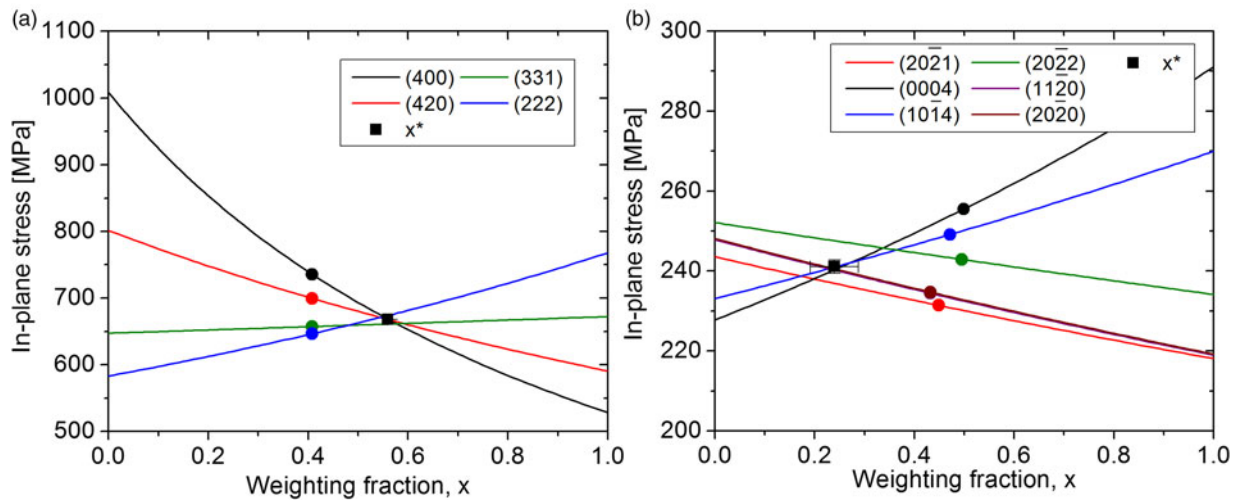 (a)
1100
1000
900
800
700
600
500
In-plane stress [MPa]
(400) (331)
(420) (222)
x*
0.0 0.2 0.4 0.6 0.8 1.0
Weighting fraction, x
(b)
300
280
260
240
220
200
In-plane stress [MPa]
(202̅1) (202̅2) x*
(0004) (112̅0)
(101̅4) (202̅0)
0.0 0.2 0.4 0.6 0.8 1.0
Weighting fraction, x